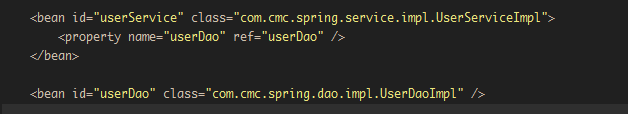 <bean id="userService" class="com.cmc.spring.service.impl.UserServiceImpl">
<property name="userDao" ref="userDao" />
</bean>
<bean id="userDao" class="com.cmc.spring.dao.impl.UserDaoImpl" />